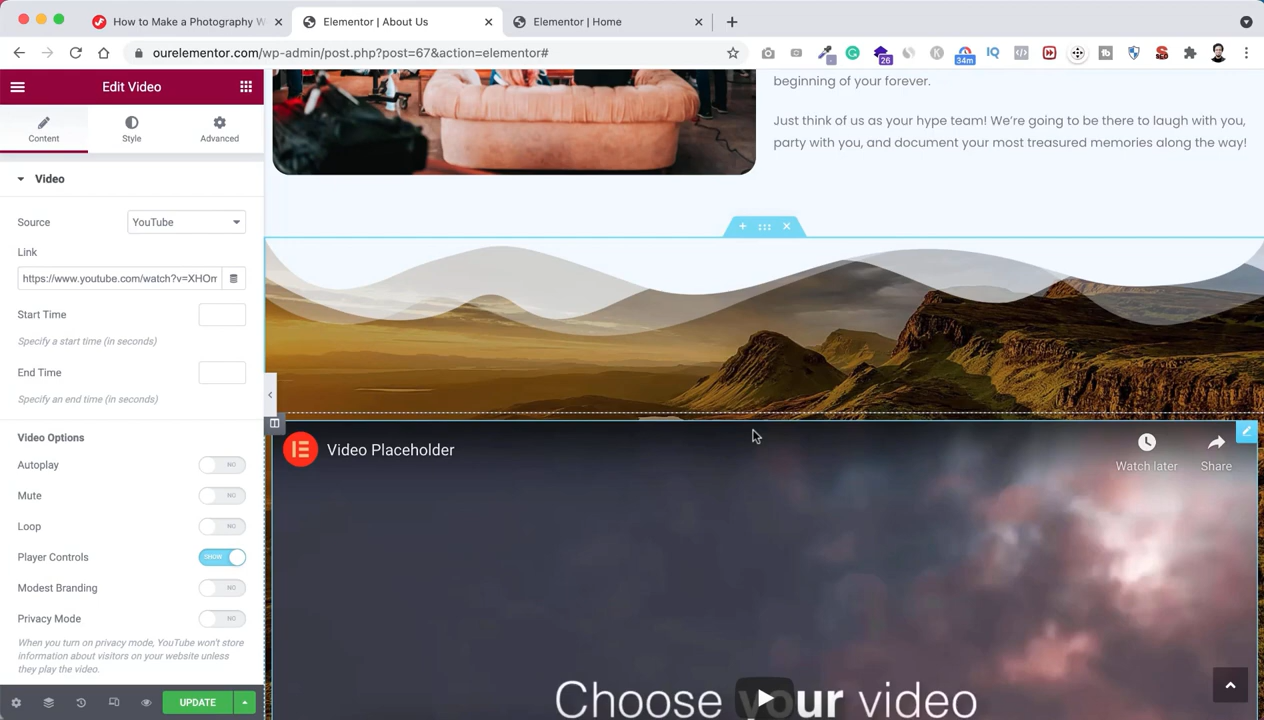 How to Make a Photography W
Elementor | About Us
Elementor | Home
ourelementor.com/wp-admin/post.php?post=67&action=elementor#
26
34m
IQ
Edit Video
Content
Style
Advanced
Video
Source
YouTube
Link
https://www.youtube.com/watch?v=XHOm
Start Time
Specify a start time (in seconds)
End Time
Specify an end time (in seconds)
Video Options
Autoplay
NO
Mute
NO
Loop
NO
Player Controls
SHOW
Modest Branding
NO
Privacy Mode
NO
When you turn on privacy mode, YouTube won't store
information about visitors on your website unless
they play the video.
UPDATE
beginning of your forever.
Just think of us as your hype team! We're going to be there to laugh with you,
party with you, and document your most treasured memories along the way!
Video Placeholder
Watch later
Share
Choose your video